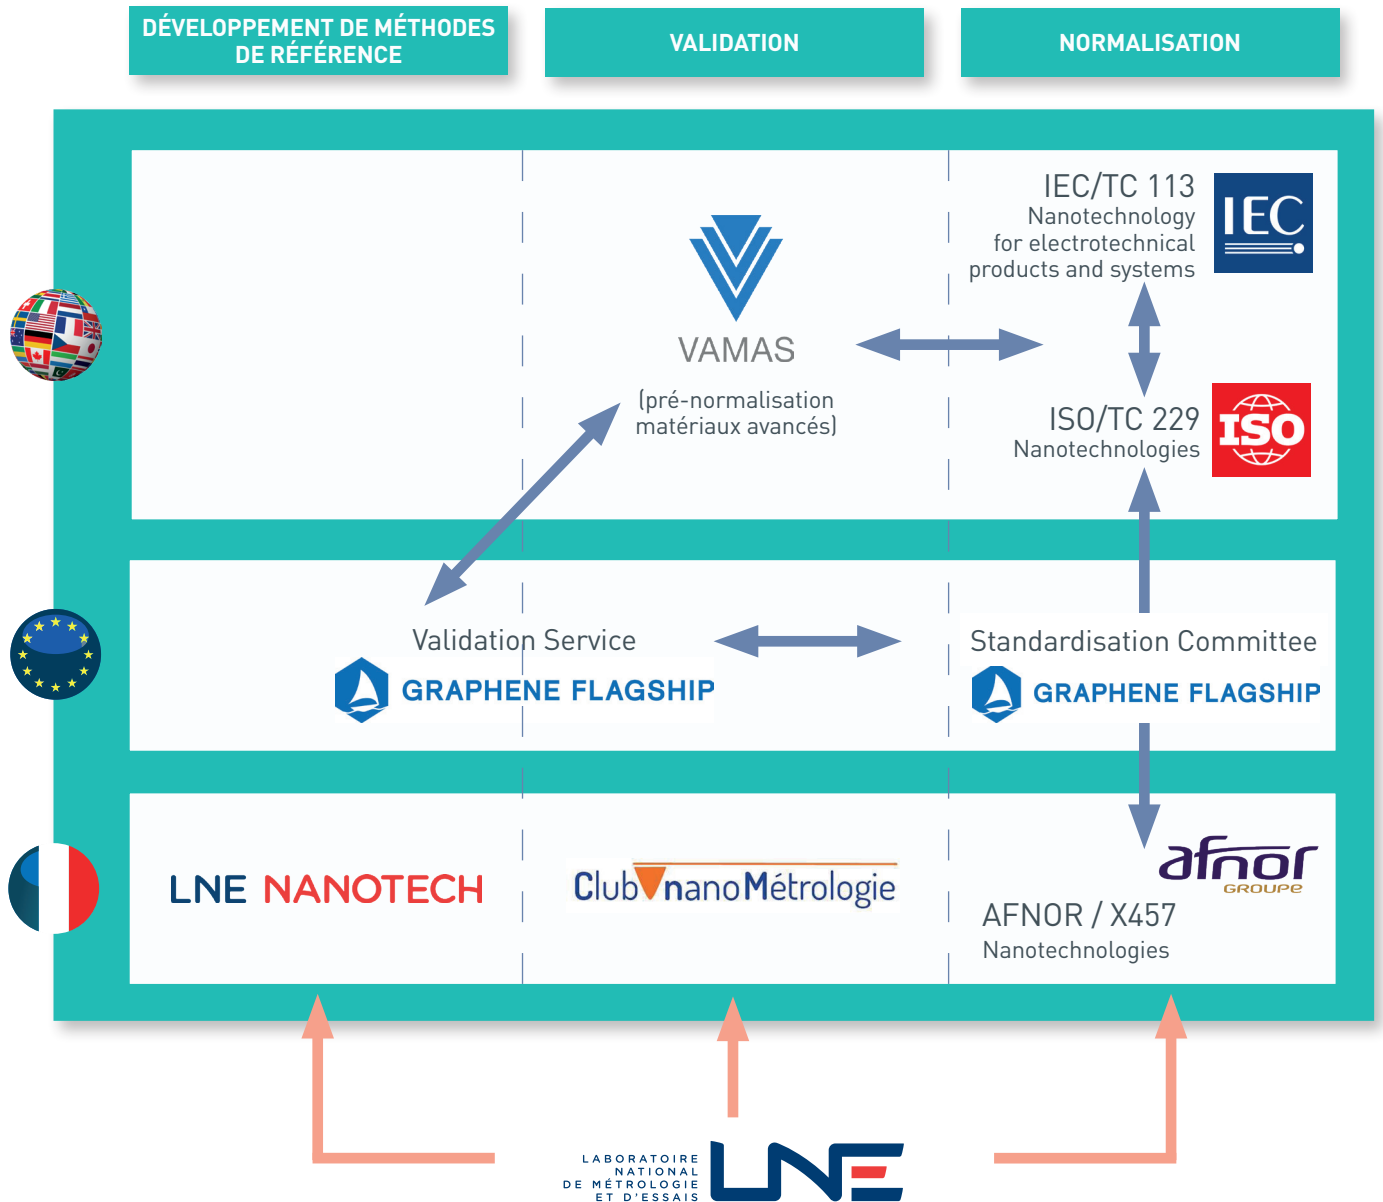 DÉVELOPPEMENT DE MÉTHODES
DE RÉFÉRENCE
VALIDATION
NORMALISATION
IEC/TC 113
Nanotechnology
for electrotechnical
products and systems
IEC
VAMAS
(pré-normalisation
matériaux avancés)
ISO/TC 229
Nanotechnologies
ISO
Validation Service
GRAPHENE FLAGSHIP
Standardisation Committee
GRAPHENE FLAGSHIP
LNE NANOTECH
Club nanoMétrologie
afnor
GROUPE
AFNOR / X457
Nanotechnologies
LABORATOIRE
NATIONAL
DE MÉTROLOGIE
ET D'ESSAIS
LNE